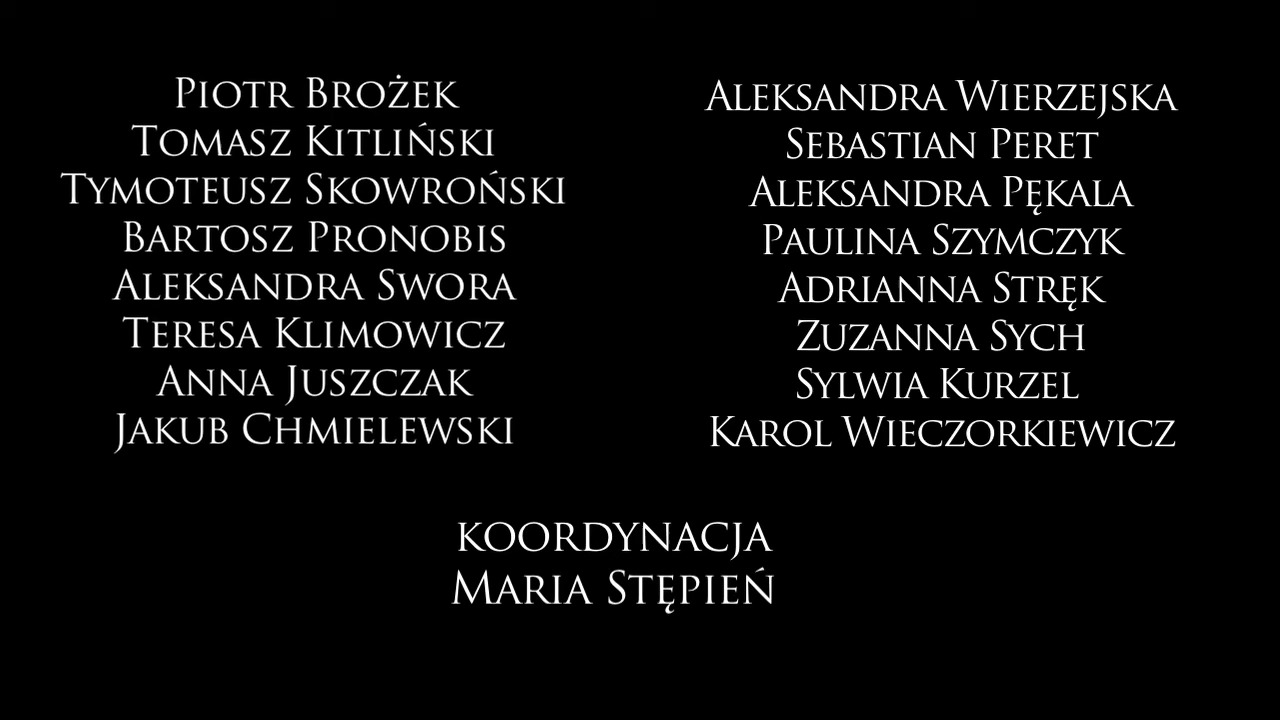 Piotr Brożek
Tomasz Kitliński
Tymoteusz Skowroński
Bartosz Pronobis
Aleksandra Swora
Teresa Klimowicz
Anna Juszczak
Jakub Chmielewski
Aleksandra Wierzejska
Sebastian Peret
Aleksandra Pękala
Paulina Szymczyk
Adrianna Stręk
Zuzanna Sych
Sylwia Kurzel
Karol Wieczorkiewicz
koordynacja
Maria Stępień